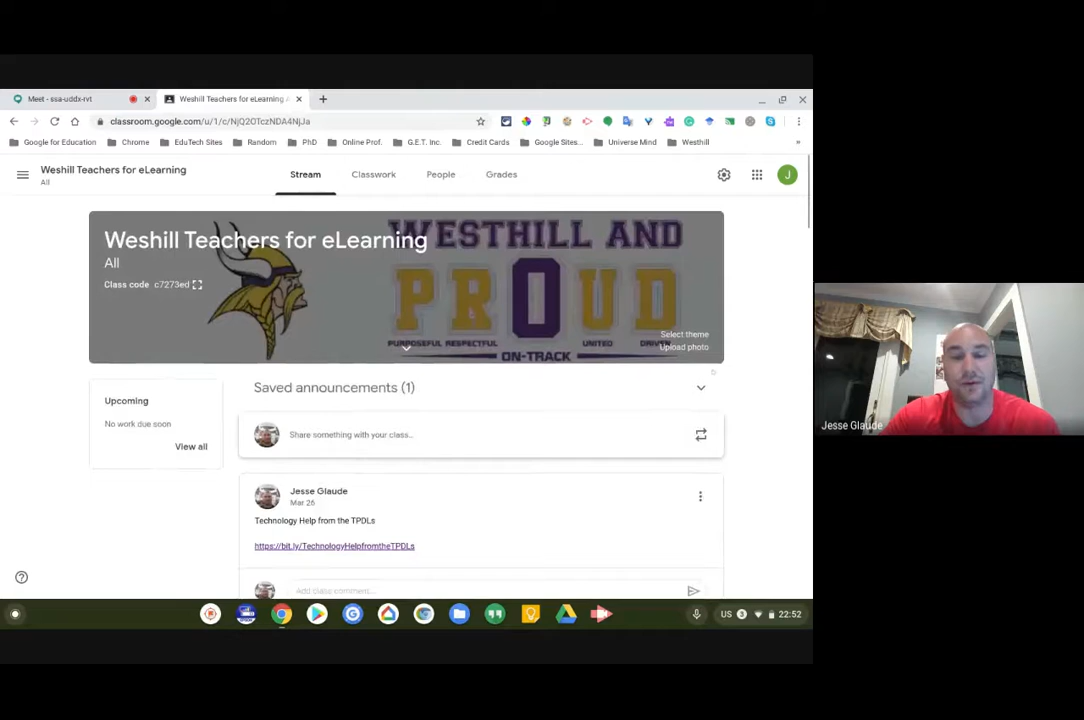 Meet - ssa-uddx-rvt
Weshill Teachers for eLearning A
classroom.google.com/u/1/c/NjQ2OTczNDA4NjJa
Google for Education
Chrome
EduTech Sites
Random
PhD
Online Prof.
G.E.T. Inc.
Credit Cards
Google Sites...
Universe Mind
Westhill
»
Weshill Teachers for eLearning
All
Stream
Classwork
People
Grades
J
Weshill Teachers for eLearning
All
Class code c7273ed
WESTHILL AND
PROUD
PURPOSEFUL RESPECTFUL ON-TRACK UNITED DRIVEN
Select theme
Upload photo
Upcoming
No work due soon
View all
Saved announcements (1)
Share something with your class...
Jesse Glaude
Mar 26
Technology Help from the TPDLs
https://bit.ly/TechnologyHelpfromtheTPDLs
Add class comment...
US 3 22:52
Jesse Glaude